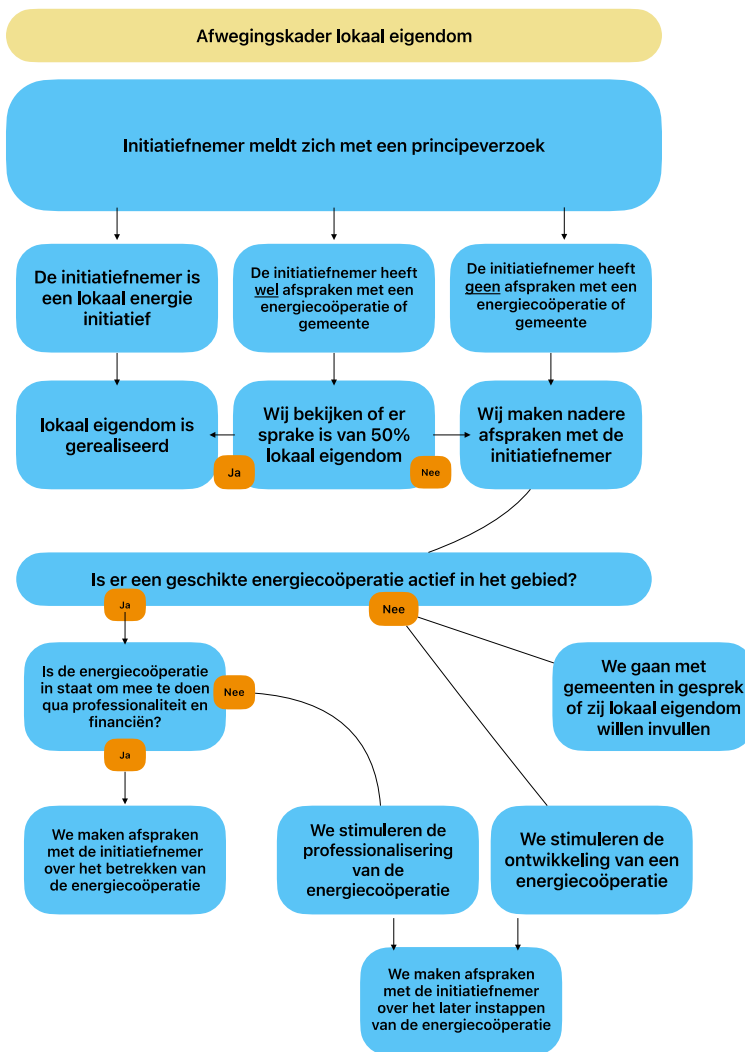 Afwegingskader lokaal eigendom
Initiatiefnemer meldt zich met een principeverzoek
De initiatiefnemer is
een lokaal energie
initiatief
De initiatiefnemer heeft
wel afspraken met een
energiecoöperatie of
gemeente
De initiatiefnemer heeft
geen afspraken met een
energiecoöperatie of
gemeente
lokaal eigendom is
gerealiseerd
Wij bekijken of er
sprake is van 50%
lokaal eigendom
Wij maken nadere
afspraken met de
initiatiefnemer
Ja
Nee
Is er een geschikte energiecoöperatie actief in het gebied?
Ja
Nee
Is de energiecoöperatie
in staat om mee te doen
qua professionaliteit en
financiën?
Nee
Ja
We gaan met
gemeenten in gesprek
of zij lokaal eigendom
willen invullen
We maken afspraken
met de initiatiefnemer
over het betrekken van
de energiecoöperatie
We stimuleren de
professionalisering
van de
energiecoöperatie
We stimuleren de
ontwikkeling van een
energiecoöperatie
We maken afspraken
met de initiatiefnemer
over het later instappen
van de energiecoöperatie